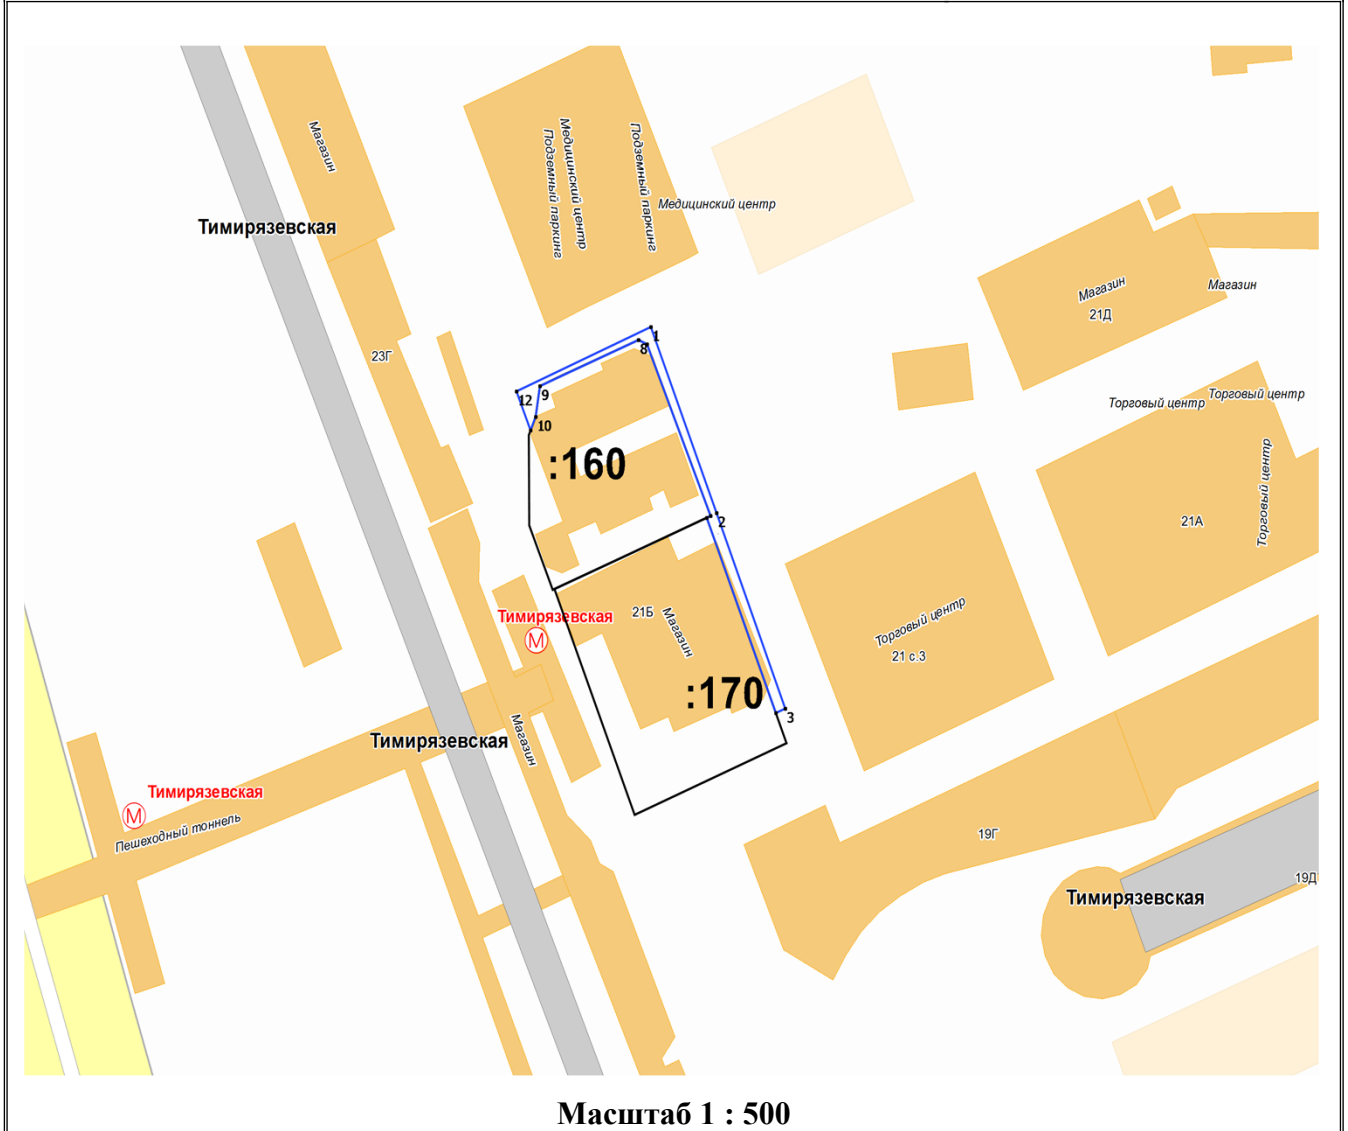 Магазин
Подземный паркинг
Медицинский центр
Подземный паркинг
Медицинский центр
Тимирязевская
Магазин
21Д
Магазин
23Г
1
8
9
12
10
:160
Торговый центр
Торговый центр
Торговый центр
21А
2
21Б
Магазин
Тимирязевская
М
Торговый центр
21 с.3
:170
3
Магазин
Тимирязевская
Тимирязевская
М
Пешеходный тоннель
19Г
19Д
Тимирязевская
Масштаб 1 : 500